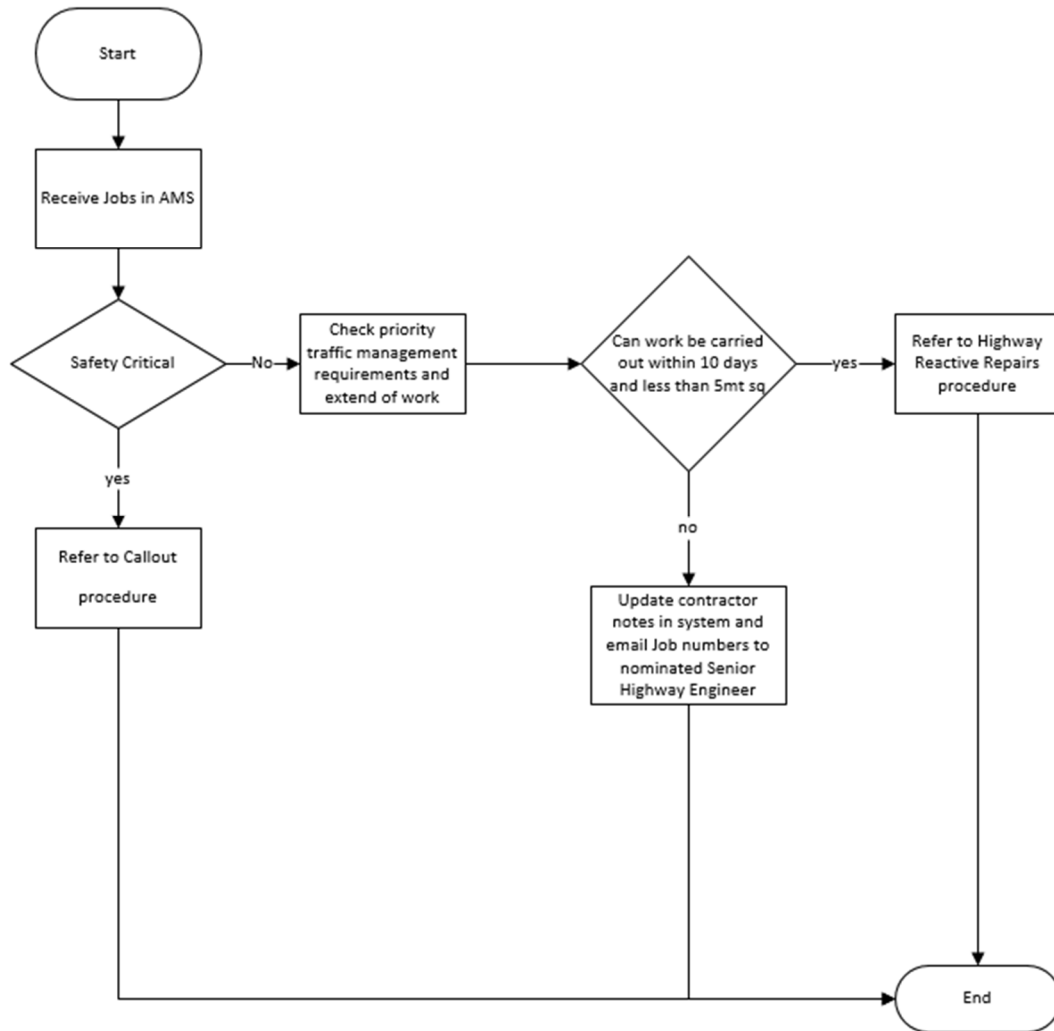 Start
Receive Jobs in AMS
Safety Critical
No
Check priority
traffic management
requirements and
extend of work
Can work be carried
out within 10 days
and less than 5mt sq
yes
Refer to Highway
Reactive Repairs
procedure
yes
no
Refer to Callout
procedure
Update contractor
notes in system and
email Job numbers to
nominated Senior
Highway Engineer
End